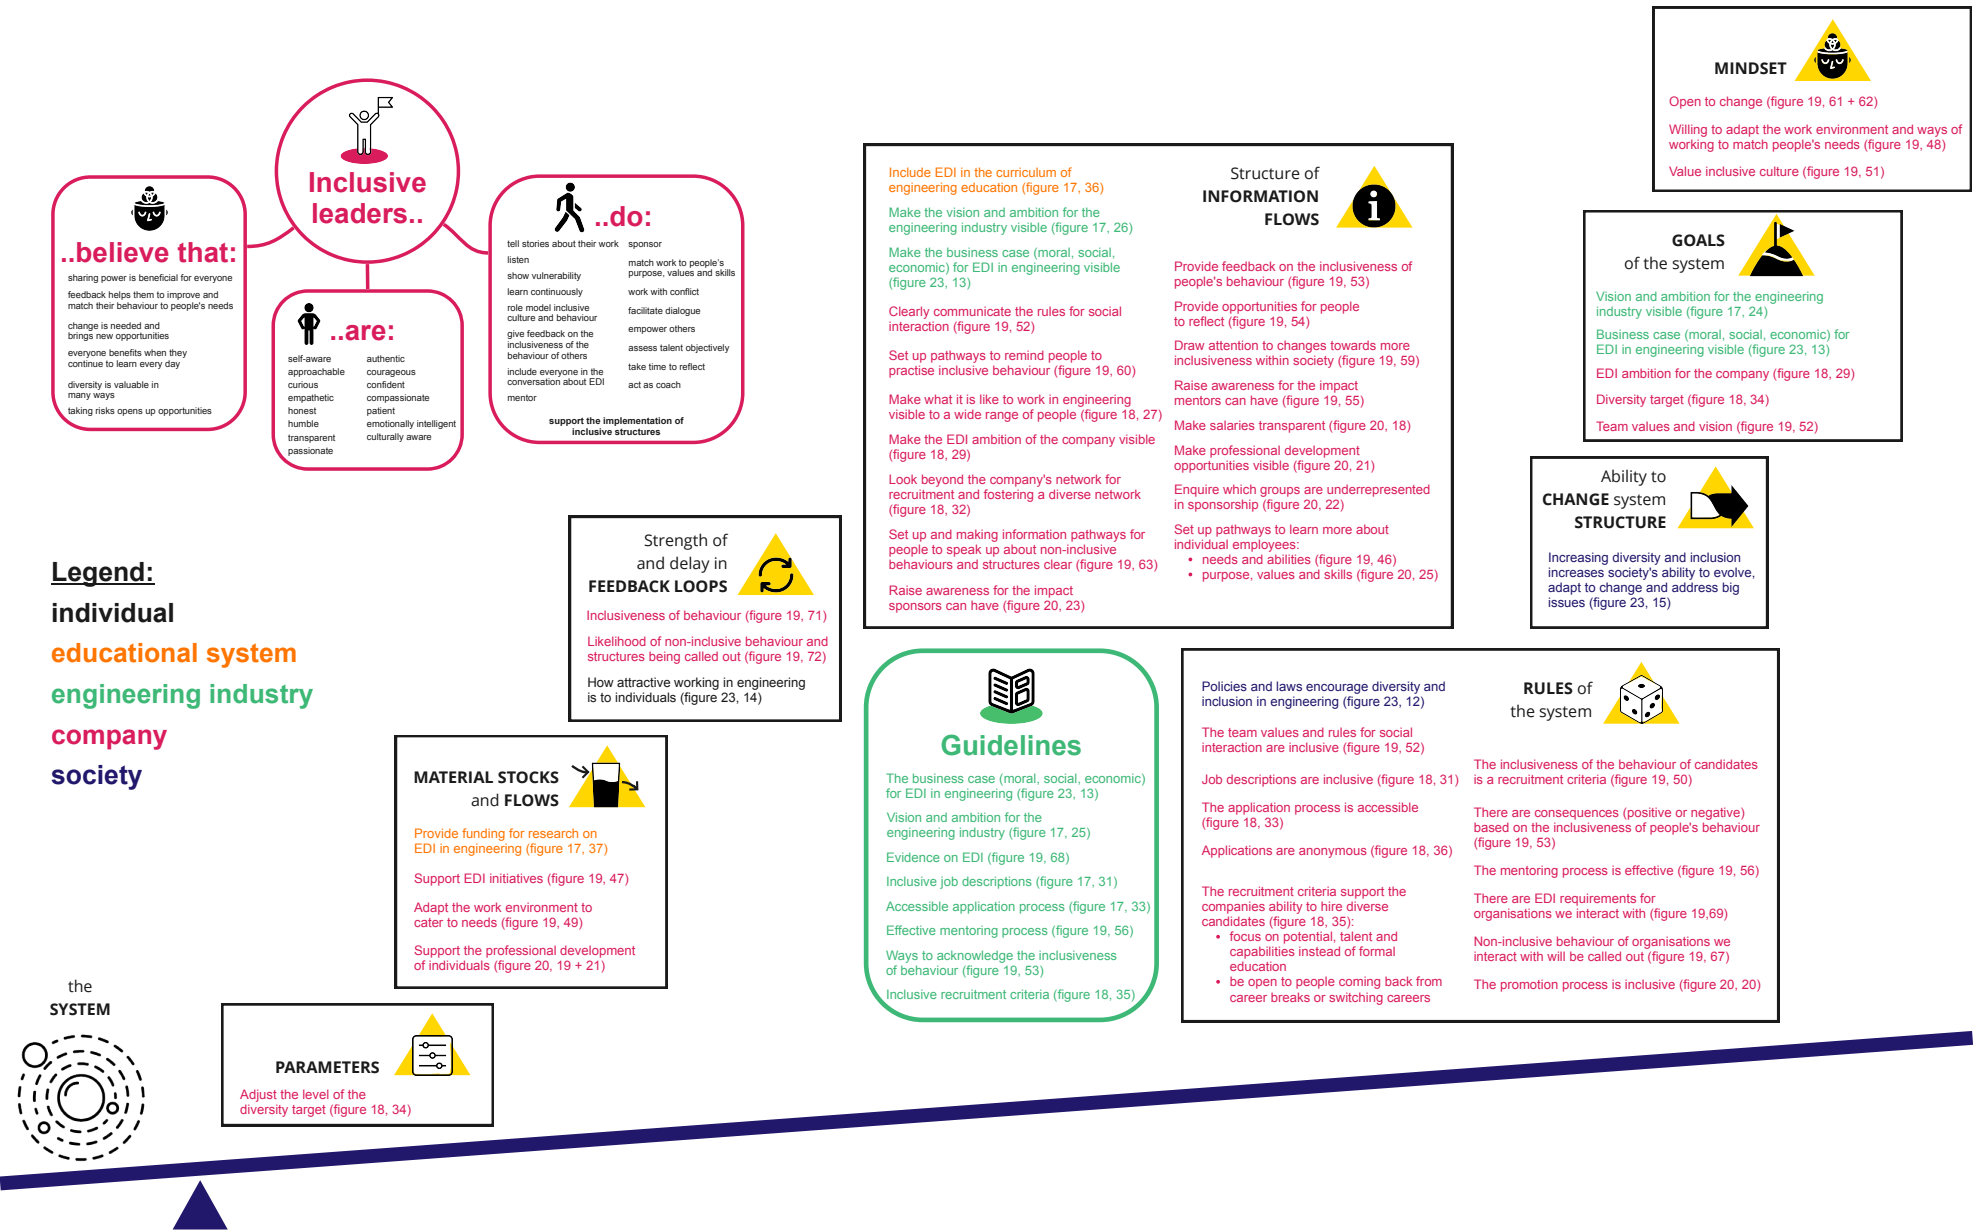 Inclusive
leaders..
..believe that:
sharing power is beneficial for everyone
feedback helps them to improve and
match their behaviour to people's needs
change is needed and
brings new opportunities
everyone benefits when they
continue to learn every day
diversity is valuable in
many ways
taking risks opens up opportunities
..are:
self-aware
approachable
curious
empathetic
honest
humble
transparent
passionate
authentic
courageous
confident
compassionate
patient
emotionally intelligent
culturally aware
..do:
tell stories about their work
listen
show vulnerability
learn continuously
role model inclusive
culture and behaviour
give feedback on the
inclusiveness of the
behaviour of others
include everyone in the
conversation about EDI
mentor
sponsor
match work to people's
purpose, values and skills
work with conflict
facilitate dialogue
empower others
assess talent objectively
take time to reflect
act as coach
support the implementation of
inclusive structures
Legend:
individual
educational system
engineering industry
company
society
the
SYSTEM
PARAMETERS
Adjust the level of the
diversity target (figure 18, 34)
MATERIAL STOCKS
and FLOWS
Provide funding for research on
EDI in engineering (figure 17, 37)
Support EDI initiatives (figure 19, 47)
Adapt the work environment to
cater to needs (figure 19, 49)
Support the professional development
of individuals (figure 20, 19 + 21)
Strength of
and delay in
FEEDBACK LOOPS
Inclusiveness of behaviour (figure 19, 71)
Likelihood of non-inclusive behaviour and
structures being called out (figure 19, 72)
How attractive working in engineering
is to individuals (figure 23, 14)
Structure of
INFORMATION
FLOWS
Include EDI in the curriculum of
engineering education (figure 17, 36)
Make the vision and ambition for the
engineering industry visible (figure 17, 26)
Make the business case (moral, social,
economic) for EDI in engineering visible
(figure 23, 13)
Clearly communicate the rules for social
interaction (figure 19, 52)
Set up pathways to remind people to
practise inclusive behaviour (figure 19, 60)
Make what it is like to work in engineering
visible to a wide range of people (figure 18, 27)
Make the EDI ambition of the company visible
(figure 18, 29)
Look beyond the company's network for
recruitment and fostering a diverse network
(figure 18, 32)
Set up and making information pathways for
people to speak up about non-inclusive
behaviours and structures clear (figure 19, 63)
Raise awareness for the impact
sponsors can have (figure 20, 23)
Provide feedback on the inclusiveness of
people's behaviour (figure 19, 53)
Provide opportunities for people
to reflect (figure 19, 54)
Draw attention to changes towards more
inclusiveness within society (figure 19, 59)
Raise awareness for the impact
mentors can have (figure 19, 55)
Make salaries transparent (figure 20, 18)
Make professional development
opportunities visible (figure 20, 21)
Enquire which groups are underrepresented
in sponsorship (figure 20, 22)
Set up pathways to learn more about
individual employees:
• needs and abilities (figure 19, 46)
• purpose, values and skills (figure 20, 25)
Guidelines
The business case (moral, social, economic)
for EDI in engineering (figure 23, 13)
Vision and ambition for the
engineering industry (figure 17, 25)
Evidence on EDI (figure 19, 68)
Inclusive job descriptions (figure 17, 31)
Accessible application process (figure 17, 33)
Effective mentoring process (figure 19, 56)
Ways to acknowledge the inclusiveness
of behaviour (figure 19, 53)
Inclusive recruitment criteria (figure 18, 35)
RULES of
the system
Policies and laws encourage diversity and
inclusion in engineering (figure 23, 12)
The team values and rules for social
interaction are inclusive (figure 19, 52)
Job descriptions are inclusive (figure 18, 31)
The application process is accessible
(figure 18, 33)
Applications are anonymous (figure 18, 36)
The recruitment criteria support the
companies ability to hire diverse
candidates (figure 18, 35):
• focus on potential, talent and
capabilities instead of formal
education
• be open to people coming back from
career breaks or switching careers
The inclusiveness of the behaviour of candidates
is a recruitment criteria (figure 19, 50)
There are consequences (positive or negative)
based on the inclusiveness of people's behaviour
(figure 19, 53)
The mentoring process is effective (figure 19, 56)
There are EDI requirements for
organisations we interact with (figure 19,69)
Non-inclusive behaviour of organisations we
interact with will be called out (figure 19, 67)
The promotion process is inclusive (figure 20, 20)
Ability to
CHANGE system
STRUCTURE
Increasing diversity and inclusion
increases society's ability to evolve,
adapt to change and address big
issues (figure 23, 15)
GOALS
of the system
Vision and ambition for the engineering
industry visible (figure 17, 24)
Business case (moral, social, economic) for
EDI in engineering visible (figure 23, 13)
EDI ambition for the company (figure 18, 29)
Diversity target (figure 18, 34)
Team values and vision (figure 19, 52)
MINDSET
Open to change (figure 19, 61 + 62)
Willing to adapt the work environment and ways of
working to match people's needs (figure 19, 48)
Value inclusive culture (figure 19, 51)